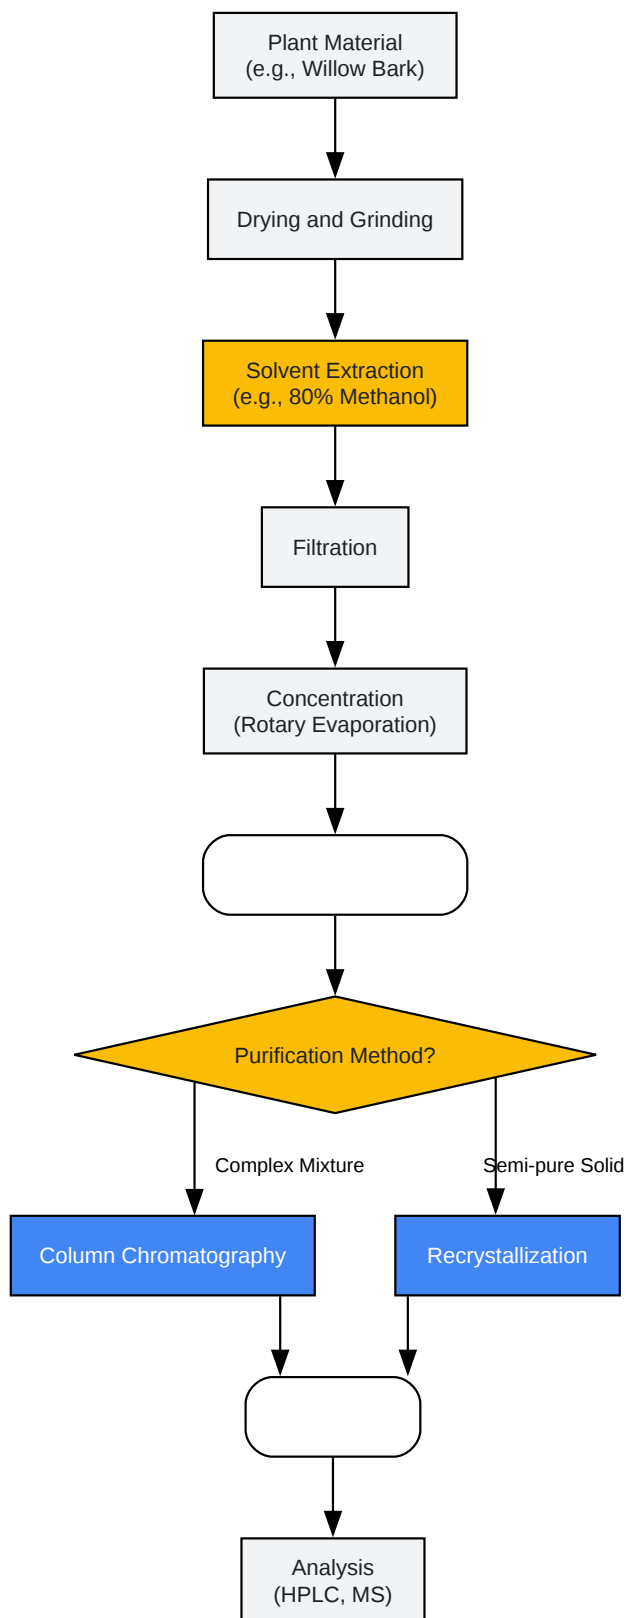 Plant Material
(e.g., Willow Bark)
Drying and Grinding
Solvent Extraction
(e.g., 80% Methanol)
Filtration
Concentration
(Rotary Evaporation)
Purification Method?
Complex Mixture
Semi-pure Solid
Column Chromatography
Recrystallization
Analysis
(HPLC, MS)